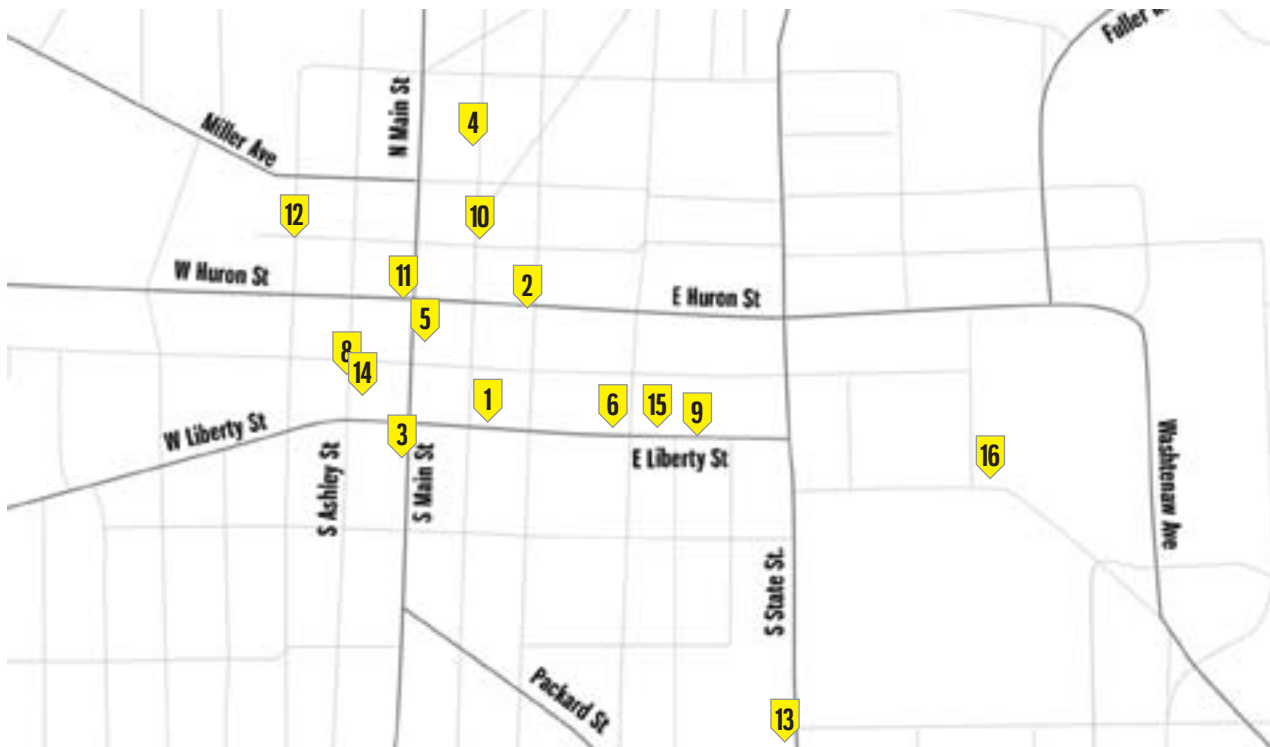 Fuller
N Main St
4
Miller Ave
12
10
W Huron St
11
2
E Huron St
5
8
14
1
6
15
9
3
W Liberty St
E Liberty St
16
S Ashley St
S Main St
Washtenaw Ave
S State St.
Packard St
13